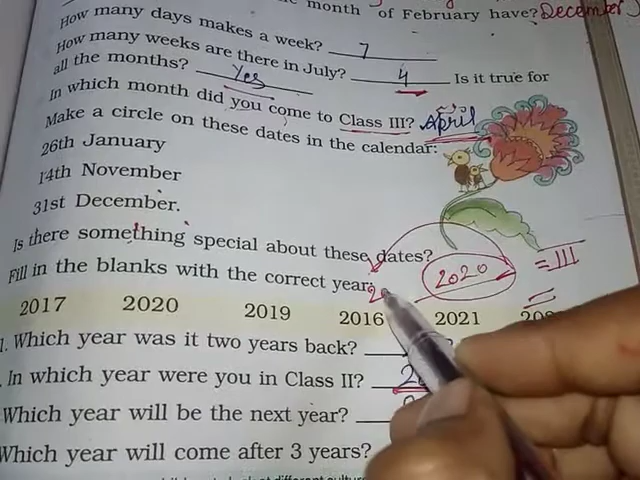 month of February have? December
How many days makes a week? 7
How many weeks are there in July? 4 Is it true for
all the months? Yes
In which month did you come to Class III? April
Make a circle on these dates in the calendar:
26th January
14th November
31st December.
Is there something special about these dates?
Fill in the blanks with the correct year:
2020 = III
2017 2020 2019 2016 2021
1. Which year was it two years back?
. In which year were you in Class II? 2
Which year will be the next year?
Which year will come after 3 years?